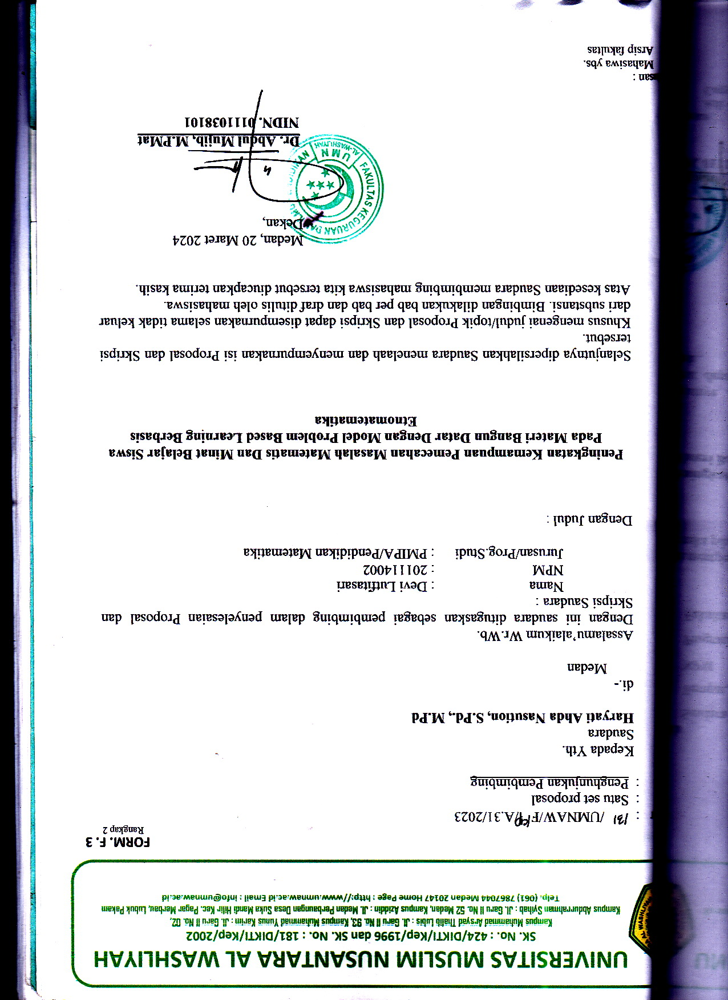 UNIVERSITAS MUSLIM NUSANTARA AL WASHLIYAH
SK. No. : 424/DIKTI/Kep/1996 dan SK. No. : 181/DIKTI/Kep/2002
Kampus Muhammad Arsyad Thalib Lubis : Jl. Garu II No. 93, Kampus Muhammad Yunus Karim : Jl. Garu II No. 02,
Kampus Abdurrahman Syihab : Jl. Garu II No. 52 Medan, Kampus Aziddin : Jl. Medan Perbaungan Desa Suka Mandi Hilir Kec. Pagar Merbau, Lubuk Pakam
Telp. (061) 7867044 Medan 20147 Home Page : http://www.umnaw.ac.id Email : info@umnaw.ac.id
FORM. F. 3
Rangkap 2
: 131 /UMNAW/FKIP/A.31/2023
: Satu set proposal
: Penghunjukan Pembimbing
Kepada Yth.
Saudara
Haryati Ahda Nasution, S.Pd., M.Pd
di.-
Medan
Assalamu'alaikum Wr.Wb.
Dengan ini saudara ditugaskan sebagai pembimbing dalam penyelesaian Proposal dan
Skripsi Saudara :
Nama : Devi Lutfitasari
NPM : 201114002
Jurusan/Prog.Studi : PMIPA/Pendidikan Matematika
Dengan Judul :
Peningkatan Kemampuan Pemecahan Masalah Matematis Dan Minat Belajar Siswa
Pada Materi Bangun Datar Dengan Model Problem Based Learning Berbasis
Etnomatematika
Selanjutnya dipersilahkan Saudara menelaah dan menyempurnakan isi Proposal dan Skripsi
tersebut.
Khusus mengenai judul/topik Proposal dan Skripsi dapat disempurnakan selama tidak keluar
dari substansi. Bimbingan dilakukan bab per bab dan draf ditulis oleh mahasiswa.
Atas kesediaan Saudara membimbing mahasiswa kita tersebut diucapkan terima kasih.
Medan, 20 Maret 2024
Dekan,
FAKULTAS KEGURUAN DAN ILMU
UMN
AL-WASHLIYAH
Dr. Abdul Mujib, M.PMat
NIDN. 0111038101
san :
Mahasiswa ybs.
Arsip fakultas